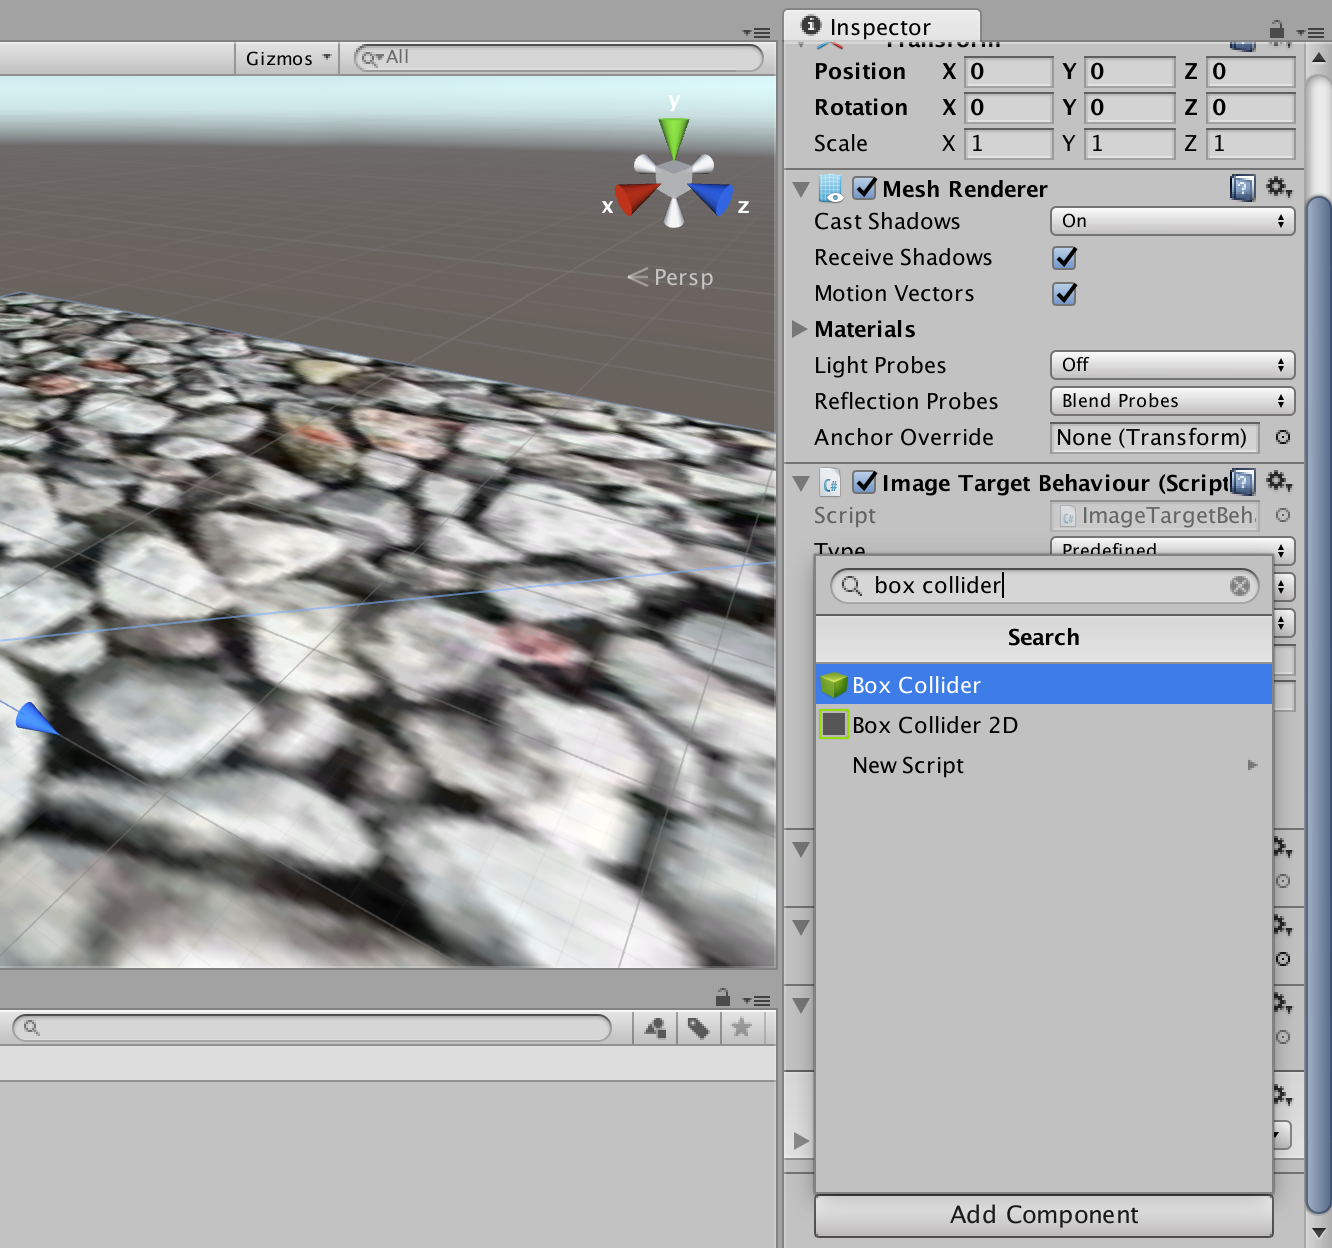 Inspector
Gizmos
All
Transform
Position X 0 Y 0 Z 0
Rotation X 0 Y 0 Z 0
Scale X 1 Y 1 Z 1
Mesh Renderer
Cast Shadows On
Receive Shadows
Motion Vectors
Materials
Light Probes Off
Reflection Probes Blend Probes
Anchor Override None (Transform)
Image Target Behaviour (Script
Script C# ImageTargetBeh
Type Predefined
box collider
Search
Box Collider
Box Collider 2D
New Script
Add Component
y
x
z
Persp